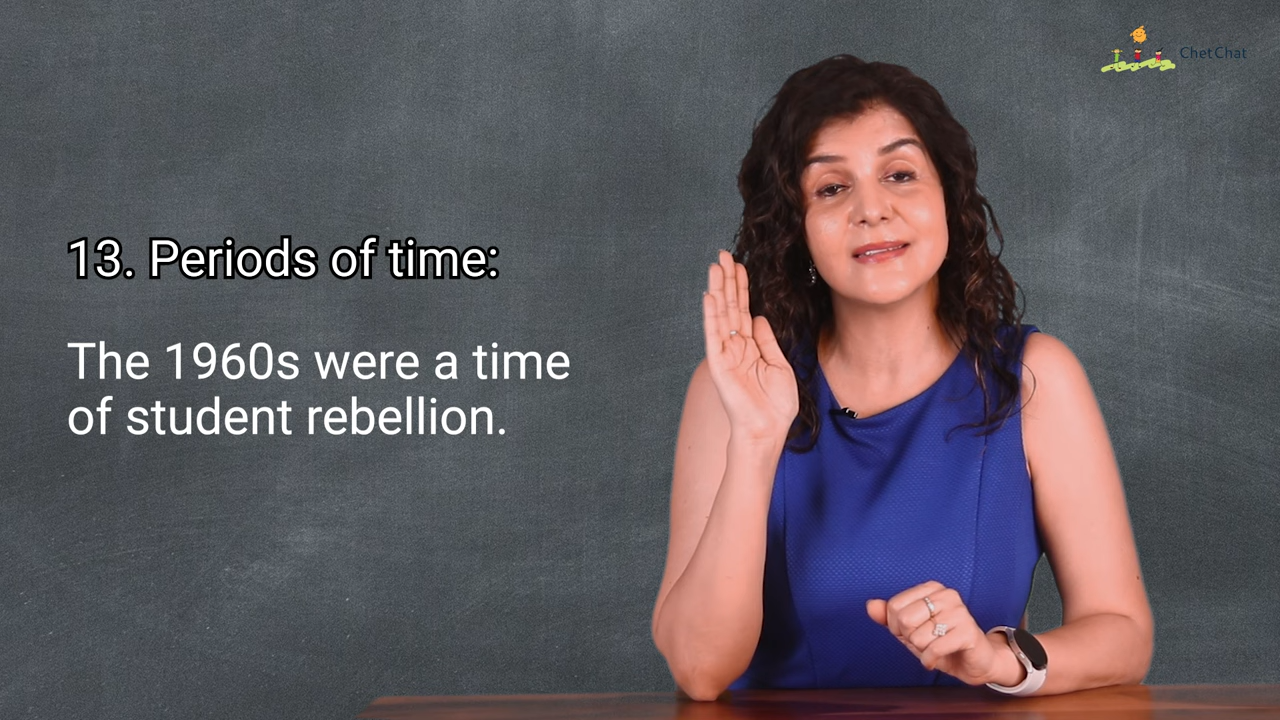 ChetChat
13. Periods of time:
The 1960s were a time
of student rebellion.